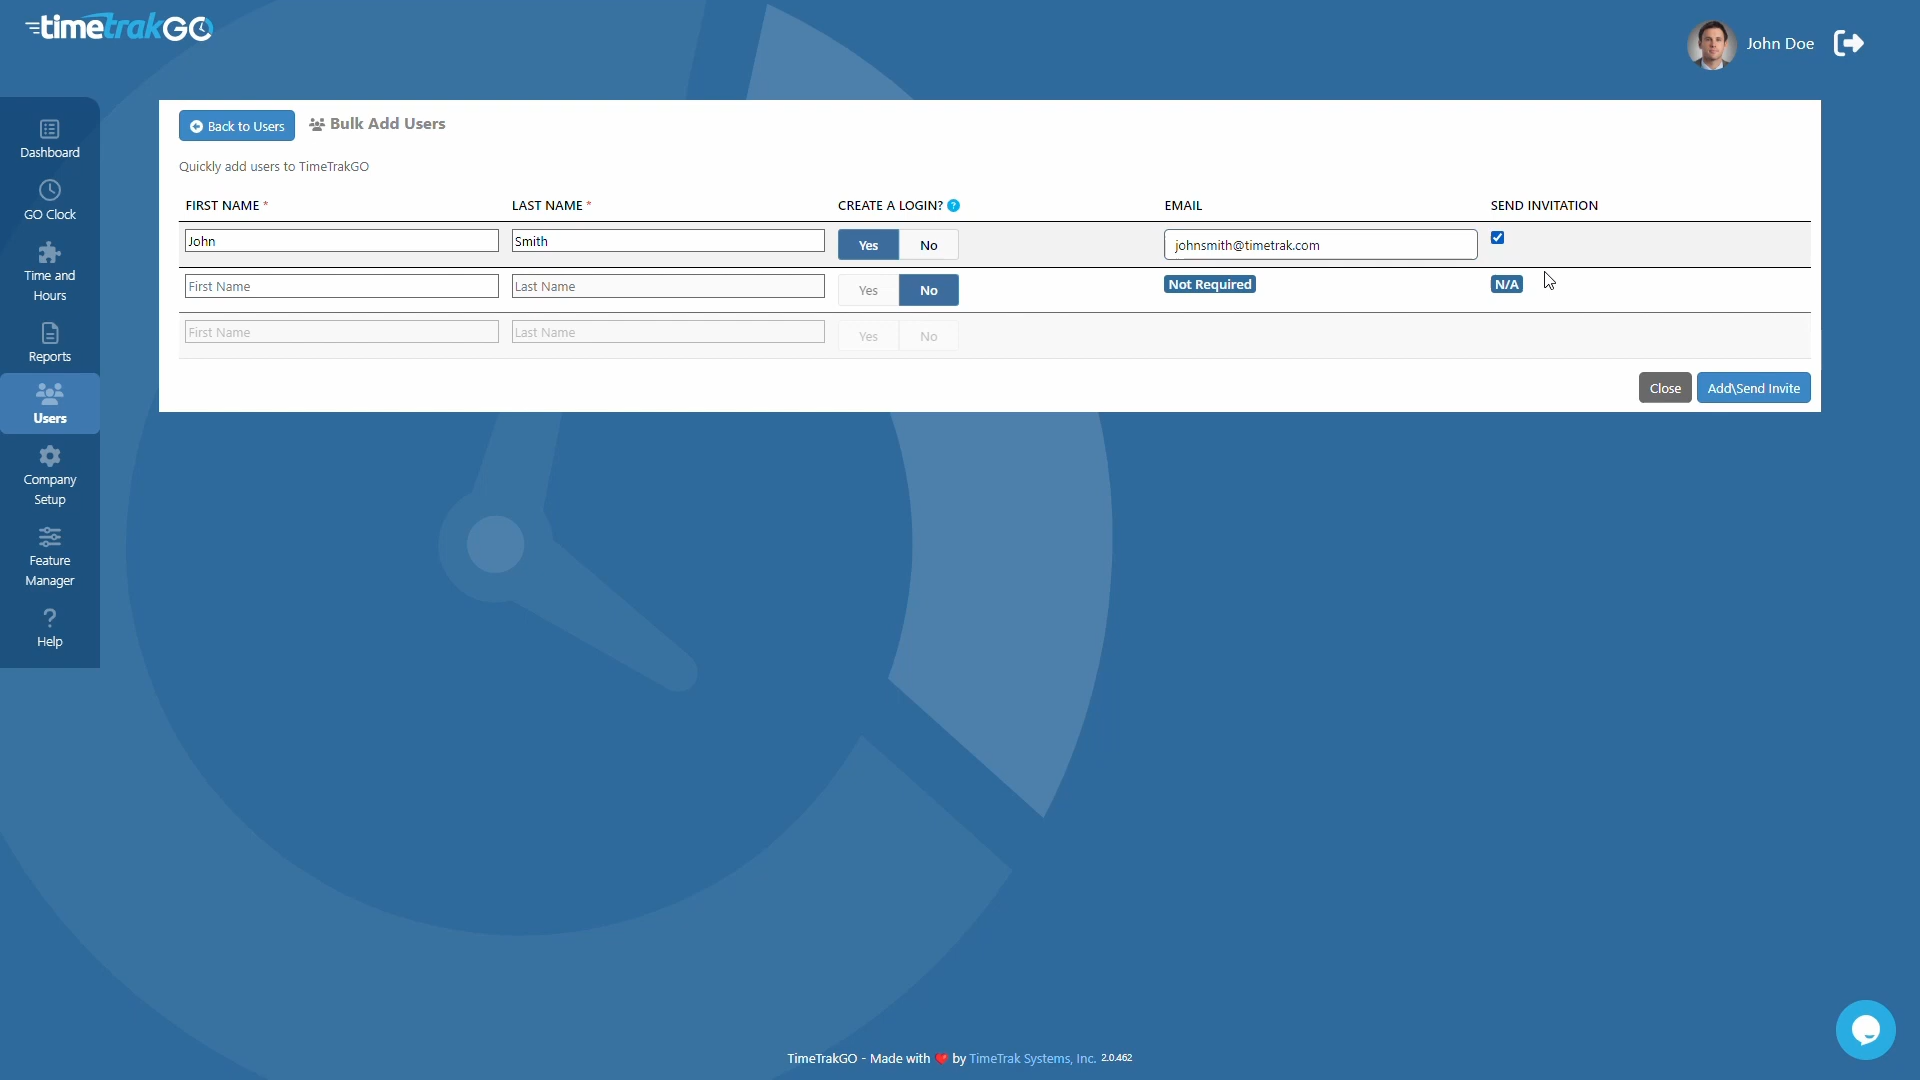 timetrakGO
John Doe
Dashboard
GO Clock
Time and
Hours
Reports
Users
Company
Setup
Feature
Manager
?
Help
Back to Users
Bulk Add Users
Quickly add users to TimeTrakGO
FIRST NAME * LAST NAME * CREATE A LOGIN? ? EMAIL SEND INVITATION
John Smith Yes No johnsmith@timetrak.com
First Name Last Name Yes No Not Required N/A
First Name Last Name Yes No
Close Add\Send Invite
TimeTrakGO - Made with ❤ by TimeTrak Systems, Inc. 2.0.462